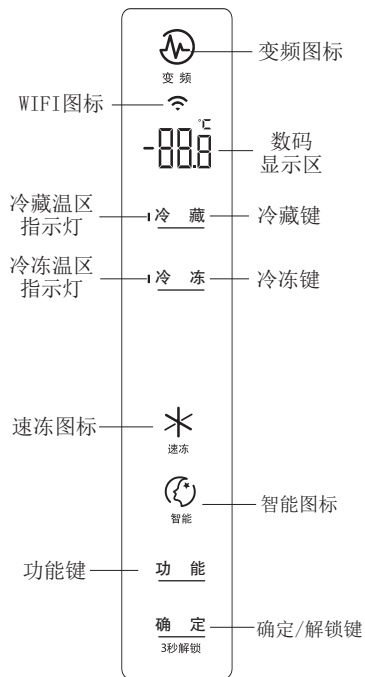 变频图标
变 频
WIFI图标
℃
-88.8
数码
显示区
冷藏温区
指示灯
冷 藏
冷藏键
冷冻温区
指示灯
冷 冻
冷冻键
速冻图标
速冻
智能图标
智能
功能键
功 能
确 定
3秒解锁
确定/解锁键